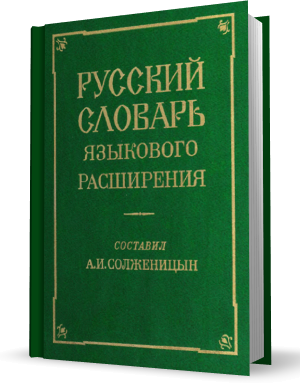 РУССКИЙ
СЛОВАРЬ
ЯЗЫКОВОГО
РАСШИРЕНИЯ
СОСТАВИЛ
А.И.СОЛЖЕНИЦЫН